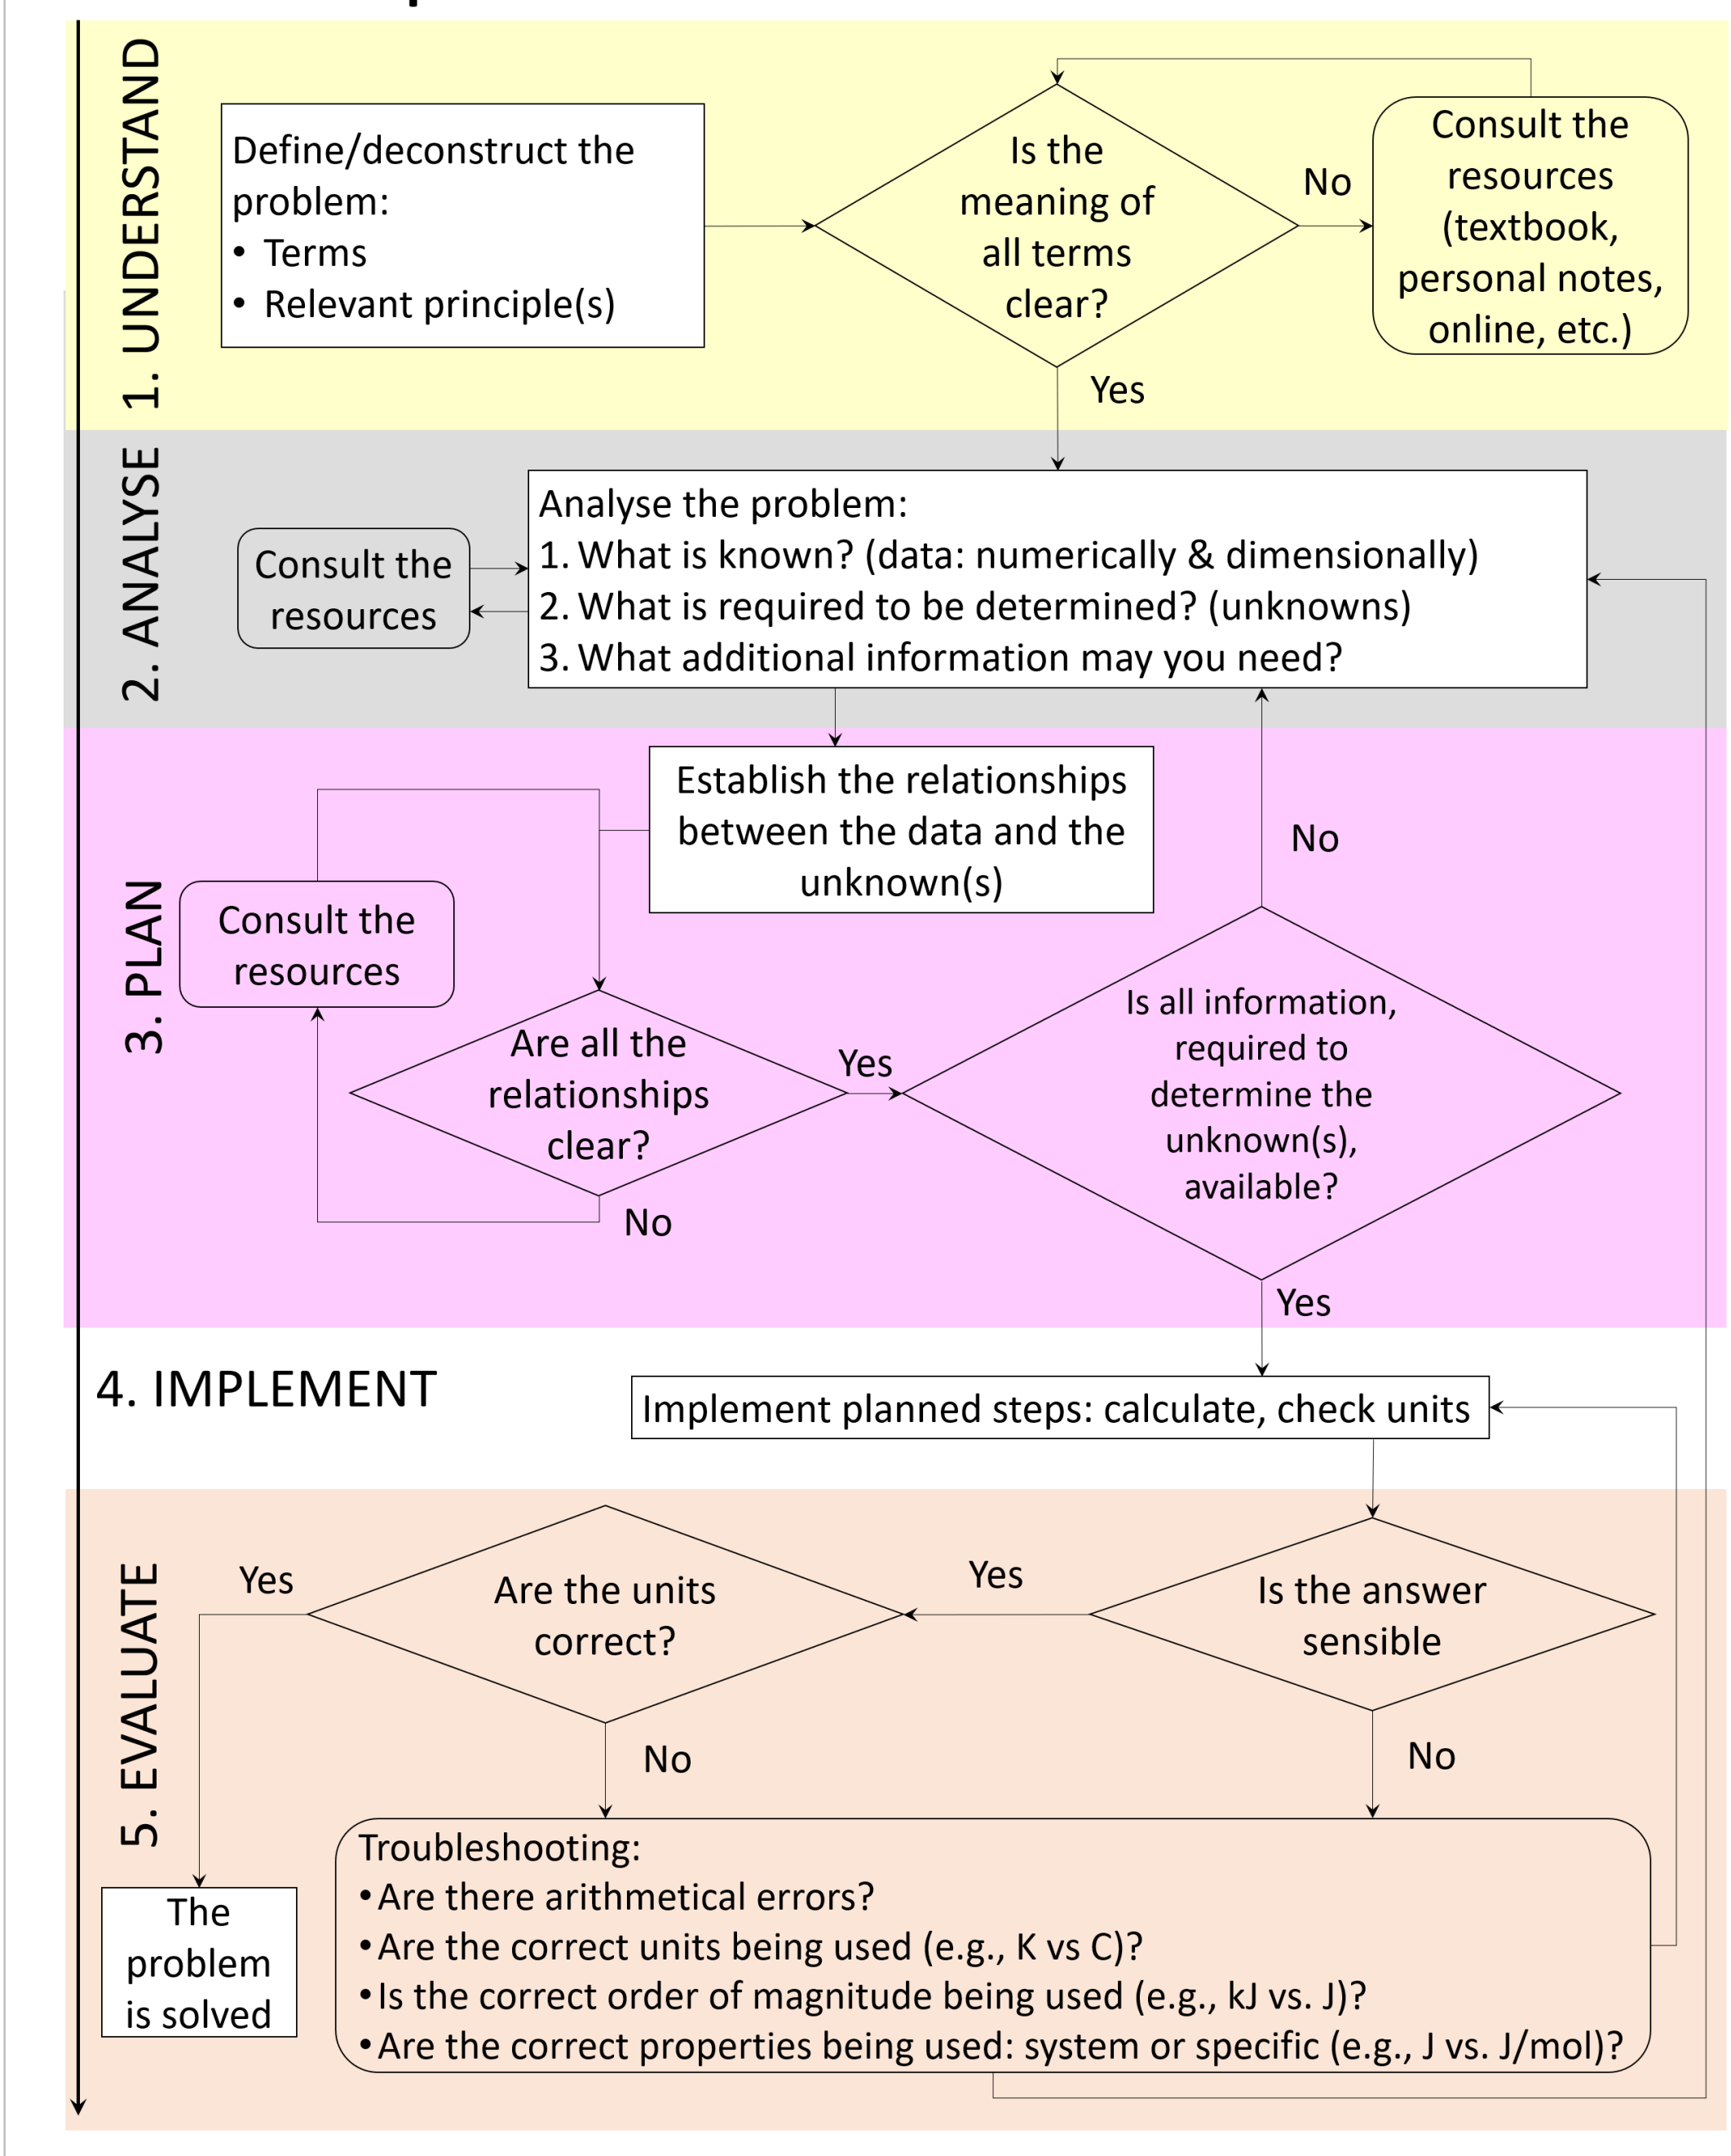 1. UNDERSTAND
Define/deconstruct the
problem:
• Terms
• Relevant principle(s)
Is the
meaning of
all terms
clear?
No
Consult the
resources
(textbook,
personal notes,
online, etc.)
Yes
2. ANALYSE
Consult the
resources
Analyse the problem:
1. What is known? (data: numerically & dimensionally)
2. What is required to be determined? (unknowns)
3. What additional information may you need?
3. PLAN
Establish the relationships
between the data and the
unknown(s)
No
Consult the
resources
Are all the
relationships
clear?
Yes
No
Is all information,
required to
determine the
unknown(s),
available?
Yes
4. IMPLEMENT
Implement planned steps: calculate, check units
5. EVALUATE
Yes
Are the units
correct?
Yes
Is the answer
sensible
No
No
The
problem
is solved
Troubleshooting:
•Are there arithmetical errors?
•Are the correct units being used (e.g., K vs C)?
•Is the correct order of magnitude being used (e.g., kJ vs. J)?
•Are the correct properties being used: system or specific (e.g., J vs. J/mol)?